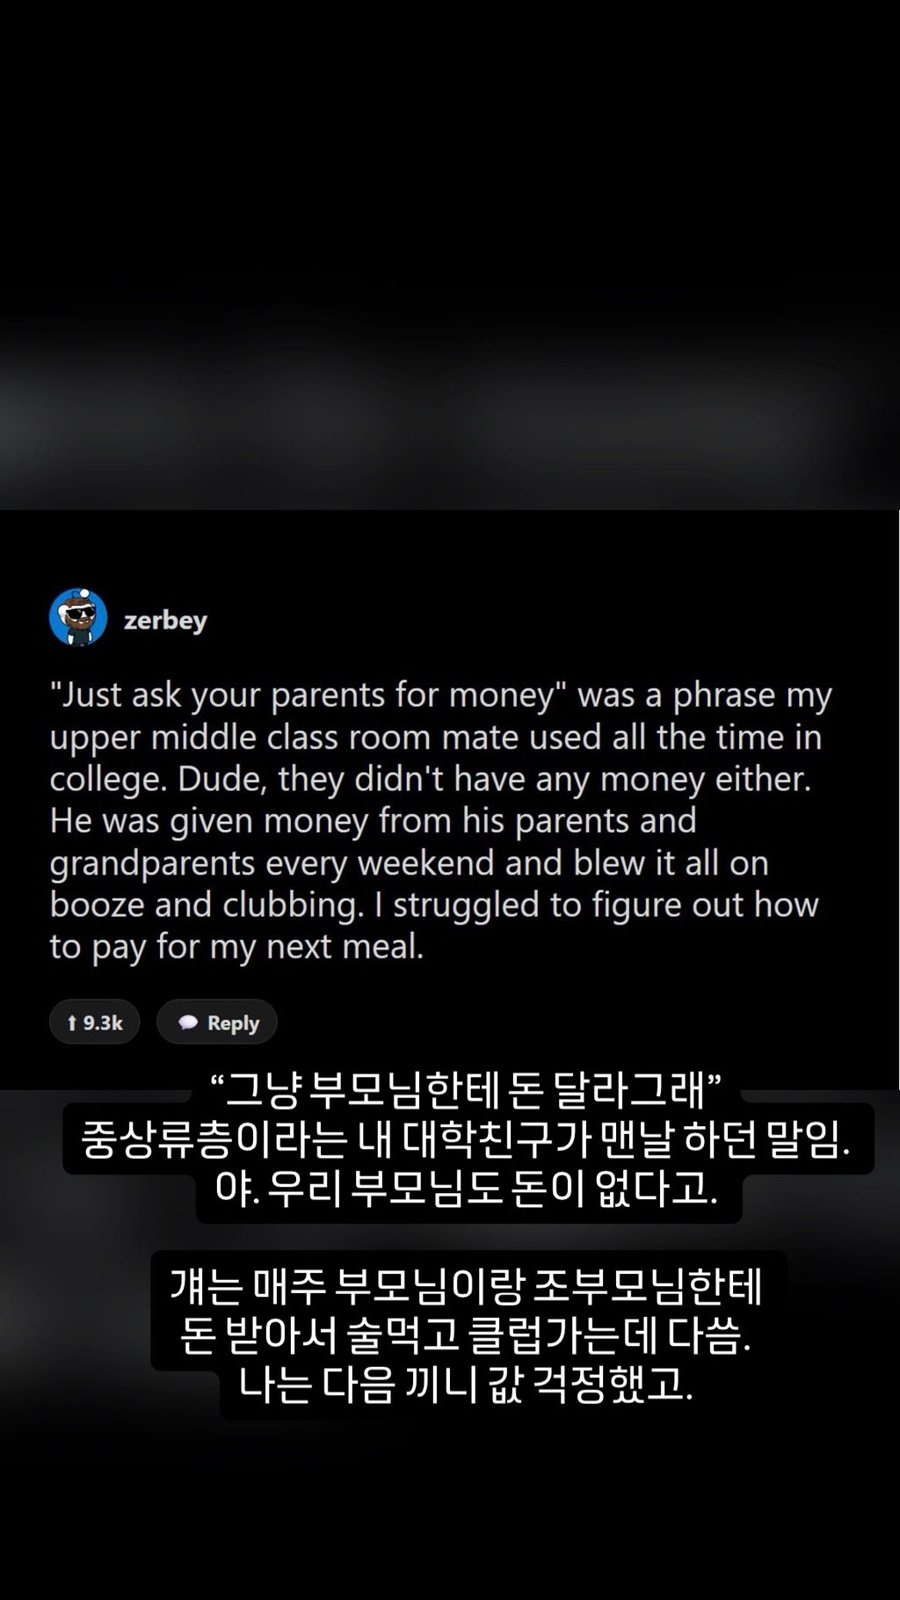 zerbey
"Just ask your parents for money" was a phrase my
upper middle class room mate used all the time in
college. Dude, they didn't have any money either.
He was given money from his parents and
grandparents every weekend and blew it all on
booze and clubbing. I struggled to figure out how
to pay for my next meal.
9.3k Reply
“그냥 부모님한테 돈 달라그래”
중상류층이라는 내 대학친구가 맨날 하던 말임.
야. 우리 부모님도 돈이 없다고.
걔는 매주 부모님이랑 조부모님한테
돈 받아서 술먹고 클럽가는데 다씀.
나는 다음 끼니 값 걱정했고.